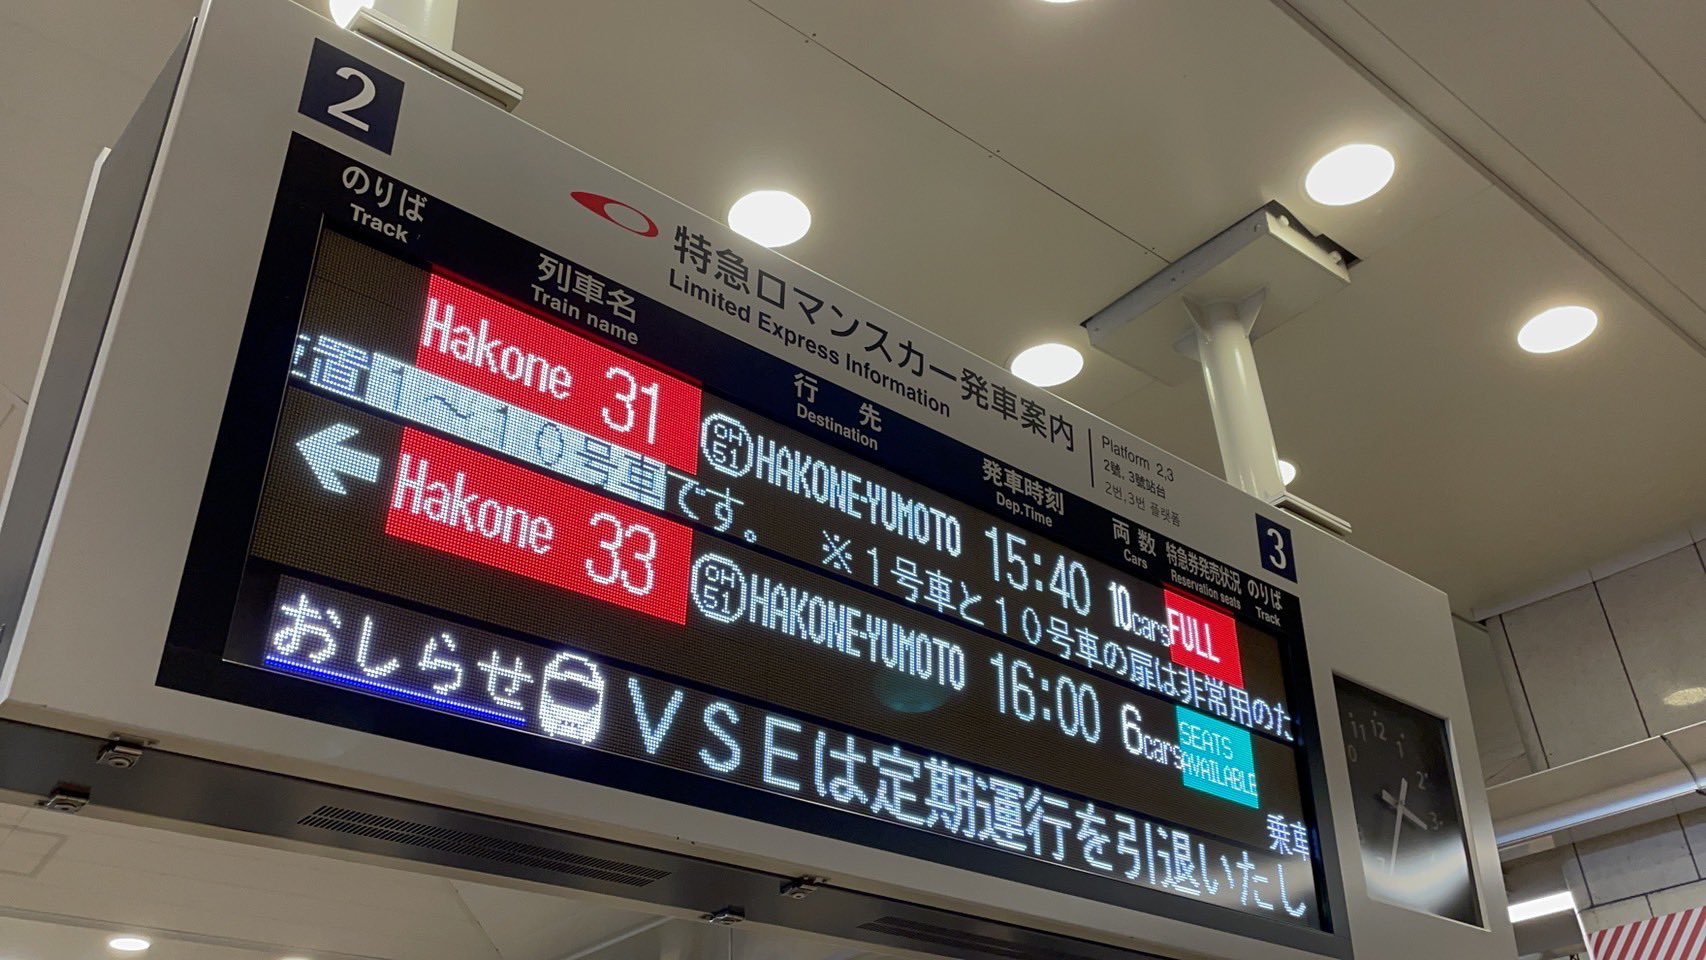 2
特急ロマンスカー発車案内
Limited Express Information
Platform 2,3
2號, 3號站台
2번, 3번 플랫폼
3
のりば
Track
列車名
Train name
行先
Destination
発車時刻
Dep.Time
両数
Cars
特急券発売状況
Reservation seats
のりば
Track
Hakone 31 OH 51 HAKONE-YUMOTO 15:40 10cars FULL
置1~10号車です。 ※1号車と10号車の扉は非常用のた
← Hakone 33 OH 51 HAKONE-YUMOTO 16:00 6cars SEATS AVAILABLE
乗車
おしらせ VSEは定期運行を引退いたし
11 12 1 2 3